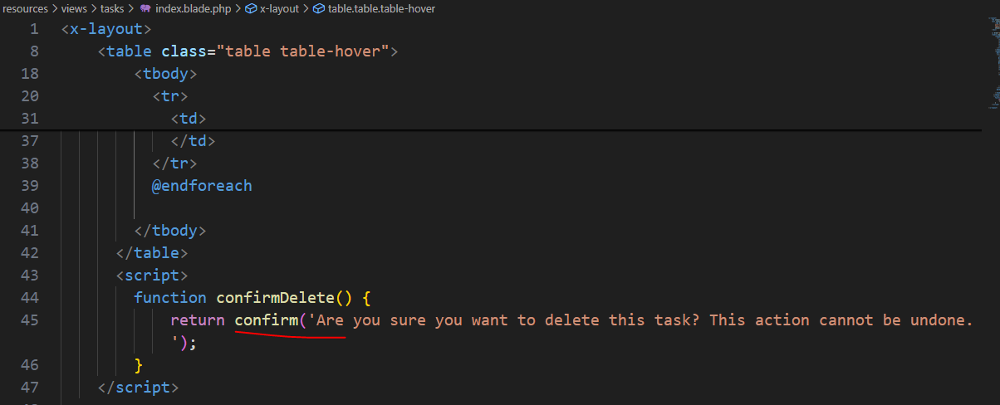 resources > views > tasks > index.blade.php > x-layout > table.table.table-hover
1 <x-layout>
8 <table class="table table-hover">
18 <tbody>
20 <tr>
31 <td>
37 </td>
38 </tr>
39 @endforeach
40
41 </tbody>
42 </table>
43 <script>
44 function confirmDelete() {
45 return confirm('Are you sure you want to delete this task? This action cannot be undone.
');
46 }
47 </script>